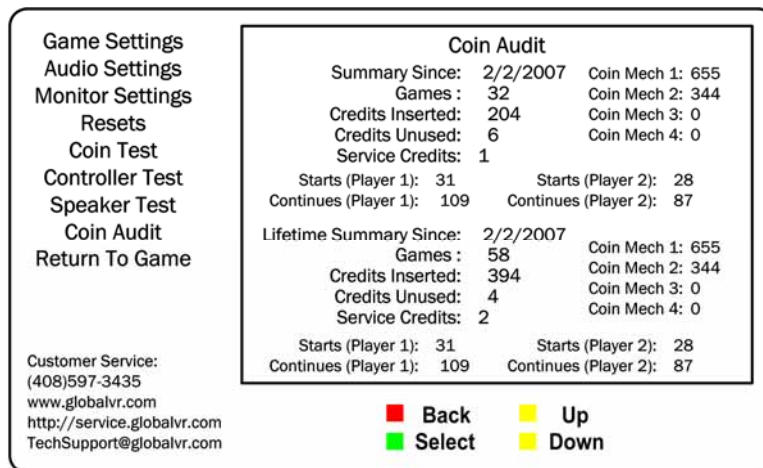 Game Settings
Audio Settings
Monitor Settings
Resets
Coin Test
Controller Test
Speaker Test
Coin Audit
Return To Game
Customer Service:
(408)597-3435
www.globalvr.com
http://service.globalvr.com
TechSupport@globalvr.com
Coin Audit
Summary Since: 2/2/2007 Coin Mech 1: 655
Games : 32 Coin Mech 2: 344
Credits Inserted: 204 Coin Mech 3: 0
Credits Unused: 6 Coin Mech 4: 0
Service Credits: 1
Starts (Player 1): 31 Starts (Player 2): 28
Continues (Player 1): 109 Continues (Player 2): 87
Lifetime Summary Since: 2/2/2007
Games : 58 Coin Mech 1: 655
Credits Inserted: 394 Coin Mech 2: 344
Credits Unused: 4 Coin Mech 3: 0
Service Credits: 2 Coin Mech 4: 0
Starts (Player 1): 31 Starts (Player 2): 28
Continues (Player 1): 109 Continues (Player 2): 87
Back Up
Select Down